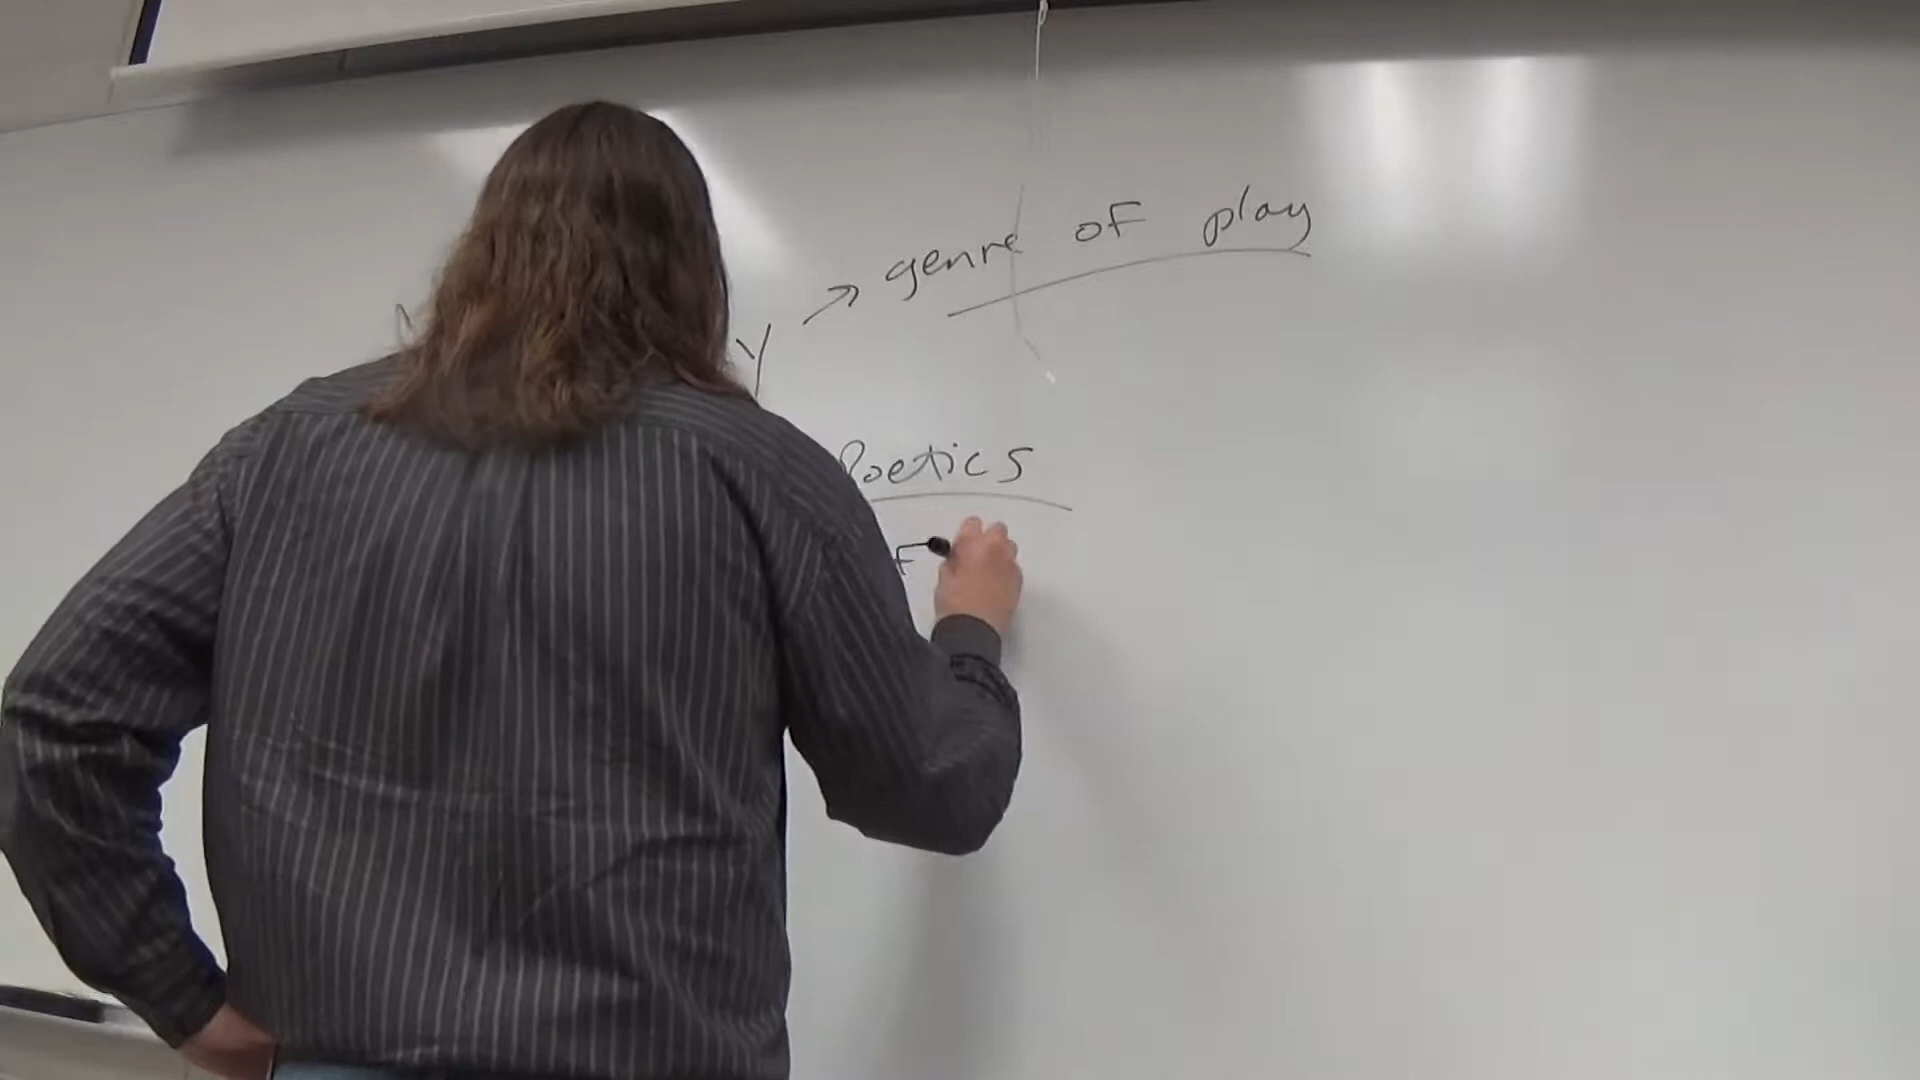 y → genre of play
Poetics
F